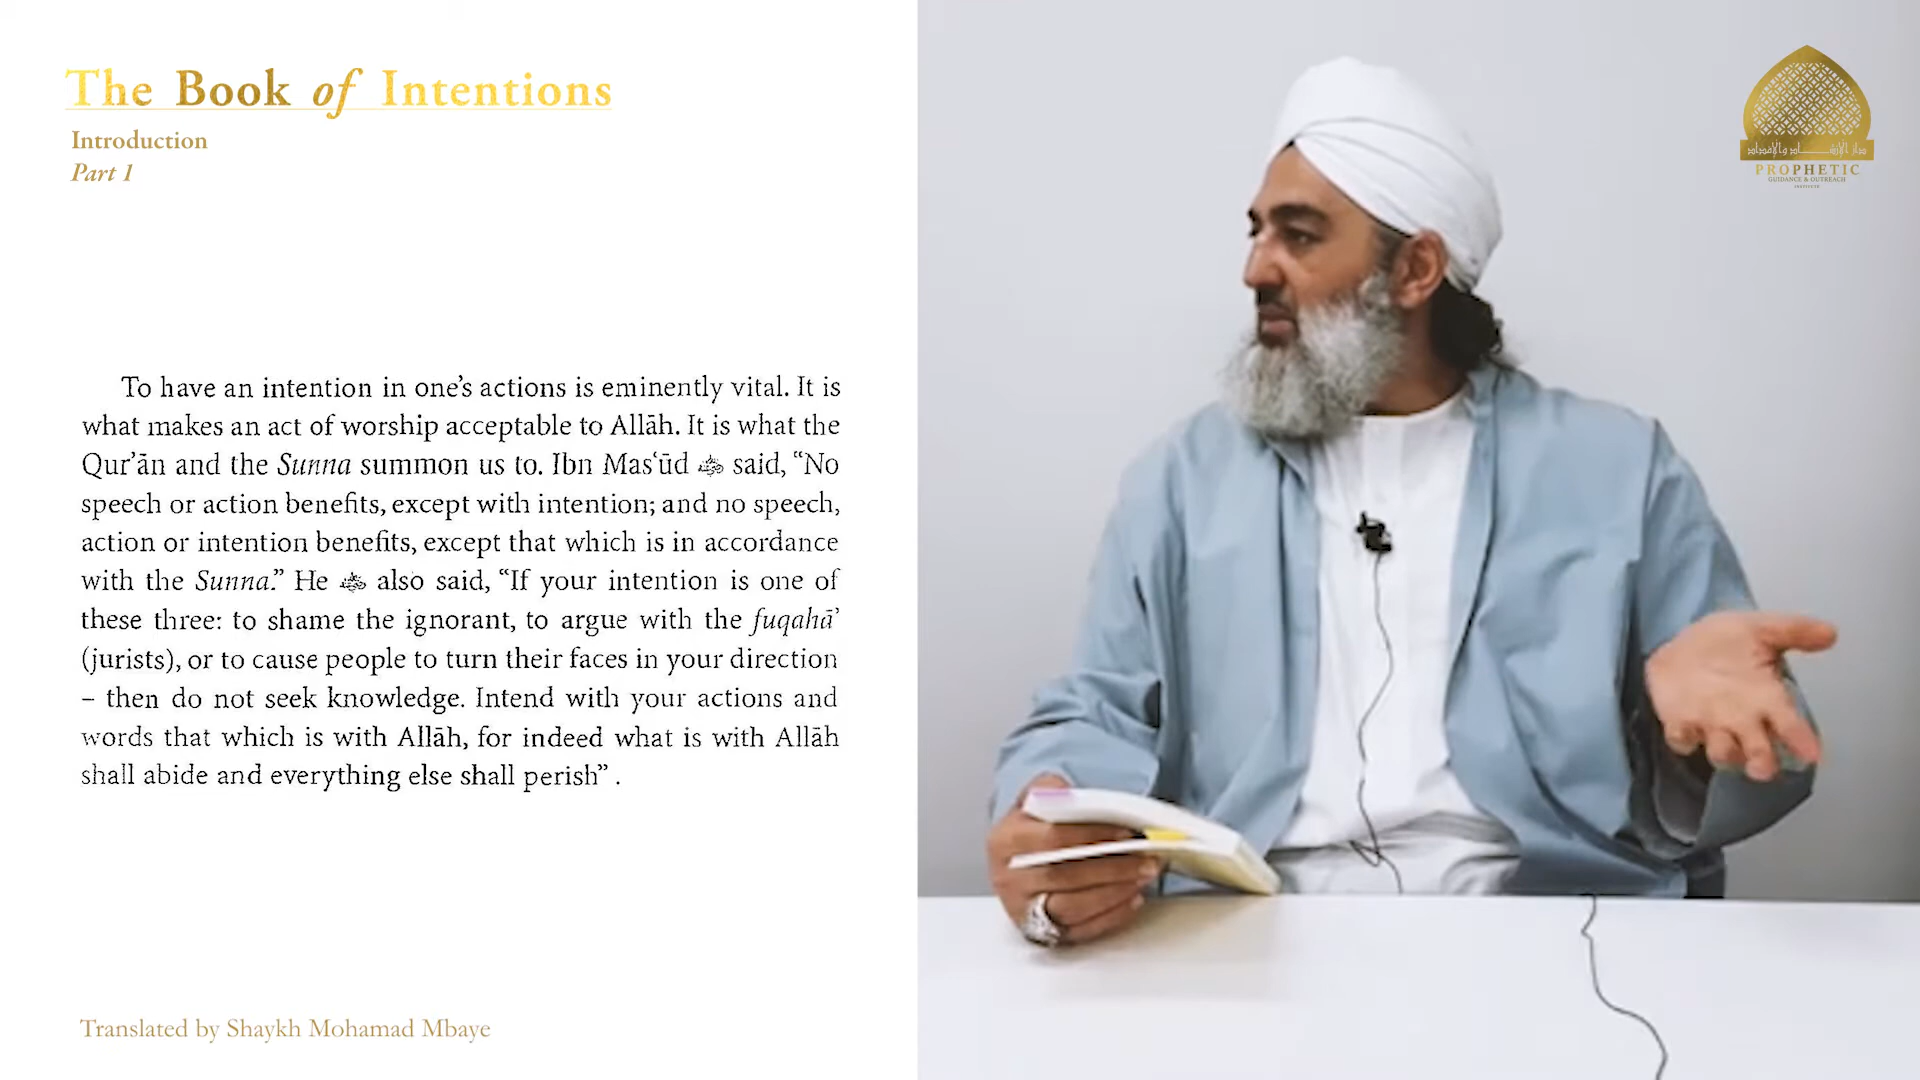 The Book of Intentions
Introduction
Part 1
To have an intention in one’s actions is eminently vital. It is
what makes an act of worship acceptable to Allāh. It is what the
Qur’ān and the Sunna summon us to. Ibn Mas‘ūd said, “No
speech or action benefits, except with intention; and no speech,
action or intention benefits, except that which is in accordance
with the Sunna.” He also said, “If your intention is one of
these three: to shame the ignorant, to argue with the fuqahā’
(jurists), or to cause people to turn their faces in your direction
– then do not seek knowledge. Intend with your actions and
words that which is with Allāh, for indeed what is with Allāh
shall abide and everything else shall perish” .
Translated by Shaykh Mohamad Mbaye
دار الإرشاد والإمداد
PROPHETIC
GUIDANCE & OUTREACH
INSTITUTE